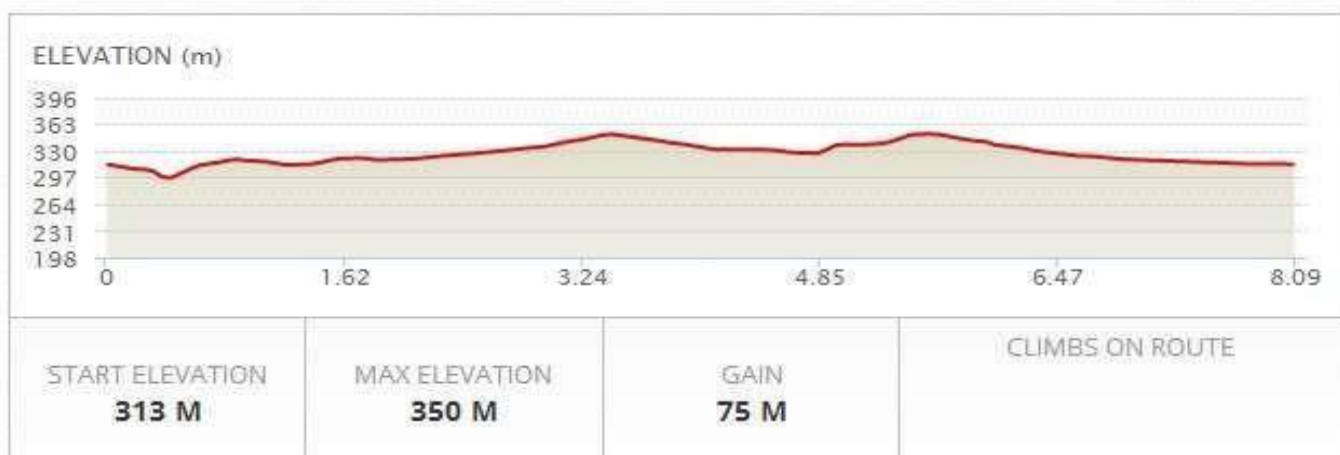 ELEVATION (m)
396
363
330
297
264
231
198
0 1.62 3.24 4.85 6.47 8.09
CLIMBS ON ROUTE
START ELEVATION MAX ELEVATION GAIN
313 M 350 M 75 M